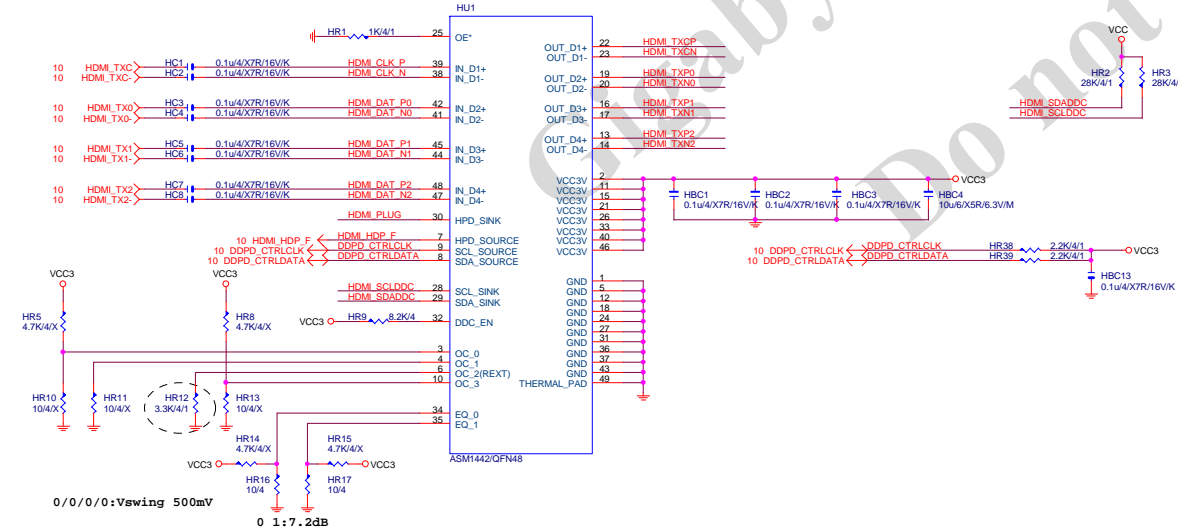 HU1
HR1 1K/4/1 25 OE*
10 HDMI_TXC HC1 0.1u/4/X7R/16V/K HDMI_CLK_P 39 IN_D1+
10 HDMI_TXC- HC2 0.1u/4/X7R/16V/K HDMI_CLK_N 38 IN_D1-
10 HDMI_TX0 HC3 0.1u/4/X7R/16V/K HDMI_DAT_P0 42 IN_D2+
10 HDMI_TX0- HC4 0.1u/4/X7R/16V/K HDMI_DAT_N0 41 IN_D2-
10 HDMI_TX1 HC5 0.1u/4/X7R/16V/K HDMI_DAT_P1 45 IN_D3+
10 HDMI_TX1- HC6 0.1u/4/X7R/16V/K HDMI_DAT_N1 44 IN_D3-
10 HDMI_TX2 HC7 0.1u/4/X7R/16V/K HDMI_DAT_P2 48 IN_D4+
10 HDMI_TX2- HC8 0.1u/4/X7R/16V/K HDMI_DAT_N2 47 IN_D4-
HDMI_PLUG 30 HPD_SINK
10 HDMI_HDP_F HDMI_HDP_F 7 HPD_SOURCE
10 DDPD_CTRLCLK DDPD_CTRLCLK 9 SCL_SOURCE
10 DDPD_CTRLDATA DDPD_CTRLDATA 8 SDA_SOURCE
HDMI_SCLDDC 28 SCL_SINK
HDMI_SDADDC 29 SDA_SINK
VCC3 HR9 8.2K/4 32 DDC_EN
3 OC_0
4 OC_1
6 OC_2(REXT)
10 OC_3
34 EQ_0
35 EQ_1
VCC3
HR5
4.7K/4/X
VCC3
HR8
4.7K/4/X
HR10
10/4/X
HR11
10/4/X
HR12
3.3K/4/1
HR13
10/4/X
HR14
4.7K/4/X
HR15
4.7K/4/X
VCC3
VCC3
HR16
10/4
HR17
10/4
0/0/0/0:Vswing 500mV
0 1:7.2dB
ASM1442/QFN48
OUT_D1+ 22 HDMI_TXCP
OUT_D1- 23 HDMI_TXCN
OUT_D2+ 19 HDMI_TXP0
OUT_D2- 20 HDMI_TXN0
OUT_D3+ 16 HDMI_TXP1
OUT_D3- 17 HDMI_TXN1
OUT_D4+ 13 HDMI_TXP2
OUT_D4- 14 HDMI_TXN2
VCC3V 2
VCC3V 11
VCC3V 15
VCC3V 21
VCC3V 26
VCC3V 33
VCC3V 40
VCC3V 46
GND 1
GND 5
GND 12
GND 18
GND 24
GND 27
GND 31
GND 36
GND 37
GND 43
THERMAL_PAD 49
VCC3
HBC1
0.1u/4/X7R/16V/K
HBC2
0.1u/4/X7R/16V/K
HBC3
0.1u/4/X7R/16V/K
HBC4
10u/6/X5R/6.3V/M
VCC
HR2
28K/4/1
HR3
28K/4/
HDMI_SDADDC
HDMI_SCLDDC
10 DDPD_CTRLCLK DDPD_CTRLCLK HR38 2.2K/4/1
10 DDPD_CTRLDATA DDPD_CTRLDATA HR39 2.2K/4/1
VCC3
HBC13
0.1u/4/X7R/16V/K
Gigaby
Do not